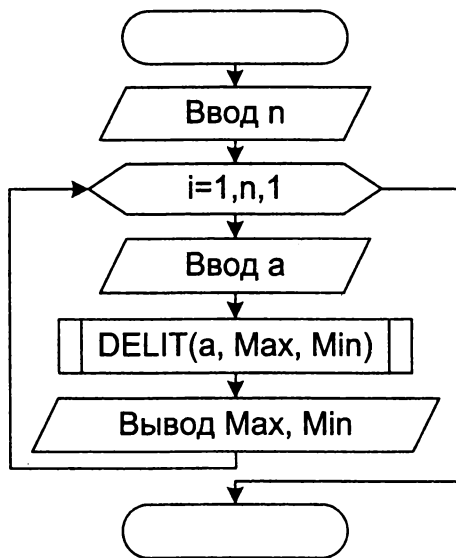 Ввод n
i=1,n,1
Ввод a
DELIT(a, Max, Min)
Вывод Max, Min